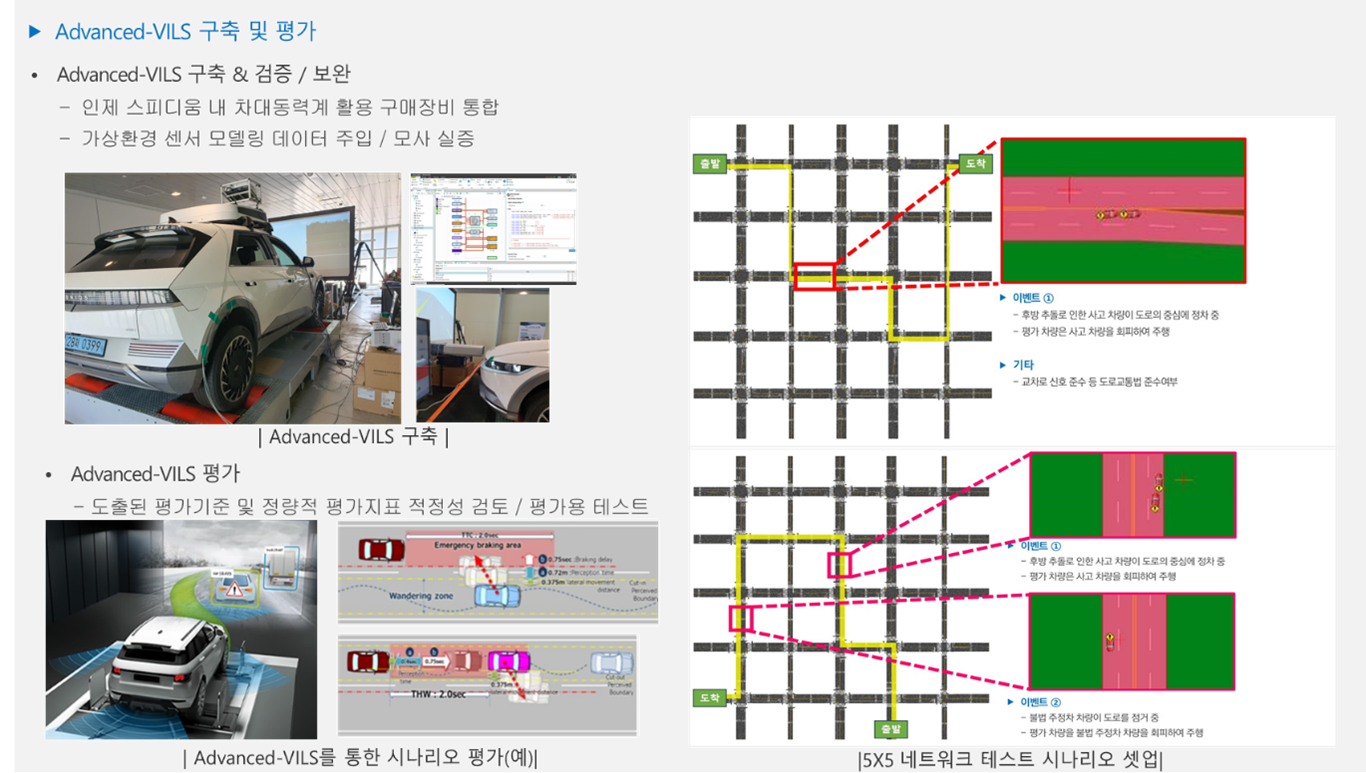 ▶ Advanced-VILS 구축 및 평가
• Advanced-VILS 구축 & 검증 / 보완
– 인제 스피디움 내 차대동력계 활용 구매장비 통합
– 가상환경 센서 모델링 데이터 주입 / 모사 실증
0399
| Advanced-VILS 구축 |
• Advanced-VILS 평가
– 도출된 평가기준 및 정량적 평가지표 적정성 검토 / 평가용 테스트
TTC : 2.0sec
Emergency braking area
0.75sec :Braking delay
0.72m :Perception time
0.375m lateral movement
distance
Cut-in
Perceived
Boundary
Wandering zone
0.75sec
Perception
time
0.375m
THW : 2.0sec
Cut out
Perceived
Boundary
| Advanced-VILS를 통한 시나리오 평가(예)|
출발
도착
▶ 이벤트 ①
– 후방 추돌로 인한 사고 차량이 도로의 중심에 정차 중
– 평가 차량은 사고 차량을 회피하여 주행
▶ 기타
– 교차로 신호 준수 등 도로교통법 준수여부
▶ 이벤트 ①
– 후방 추돌로 인한 사고 차량이 도로의 중심에 정차 중
– 평가 차량은 사고 차량을 회피하여 주행
도착
출발
▶ 이벤트 ②
– 불법 주정차 차량이 도로를 점거 중
– 평가 차량을 불법 주정차 차량을 회피하여 주행
|5X5 네트워크 테스트 시나리오 셋업|